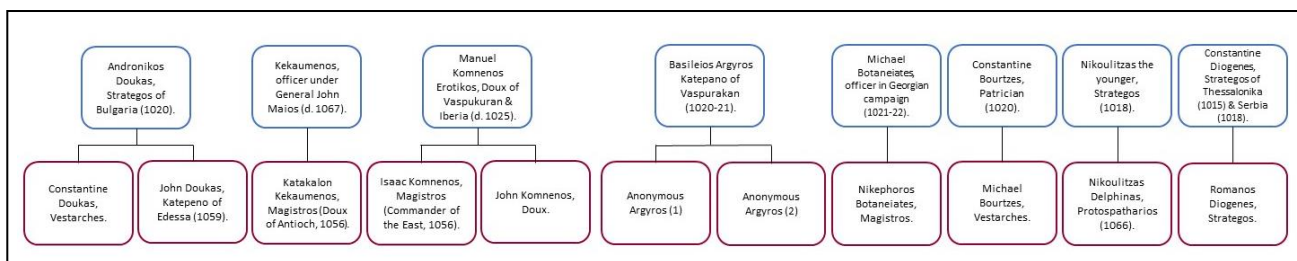 Andronikos
Doukas,
Strategos of
Bulgaria (1020).
Kekaumenos,
officer under
General John
Maios (d. 1067).
Manuel
Komnenos
Erotikos, Doux of
Vaspukuran &
Iberia (d. 1025).
Basileios Argyros
Katepano of
Vaspurakan
(1020-21).
Michael
Botaneiates,
officer in Georgian
campaign
(1021-22).
Constantine
Bourtzes,
Patrician
(1020).
Nikoulitzas the
younger,
Strategos
(1018).
Constantine
Diogenes,
Strategos of
Thessalonika
(1015) & Serbia
(1018).
Constantine
Doukas,
Vestarches.
John Doukas,
Katepeno of
Edessa (1059).
Katakalon
Kekaumenos,
Magistros (Doux
of Antioch, 1056).
Isaac Komnenos,
Magistros
(Commander of
the East, 1056).
John Komnenos,
Doux.
Anonymous
Argyros (1)
Anonymous
Argyros (2)
Nikephoros
Botaneiates,
Magistros.
Michael
Bourtzes,
Vestarches.
Nikoulitzas
Delphinas,
Protospatharios
(1066).
Romanos
Diogenes,
Strategos.